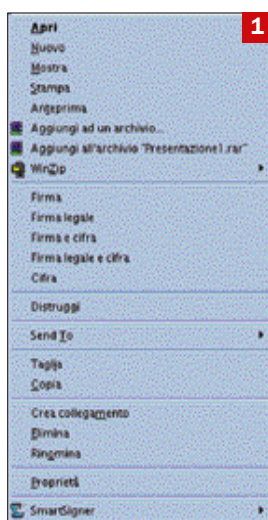 1
Apri
Nuovo
Mostra
Stampa
Anteprima
Aggiungi ad un archivio...
Aggiungi all'archivio "Presentazione1.rar"
WinZip
Firma
Firma legale
Firma e cifra
Firma legale e cifra
Cifra
Distruggi
Send To
Taglia
Copia
Crea collegamento
Elimina
Rinomina
Proprietà
SmartSigner